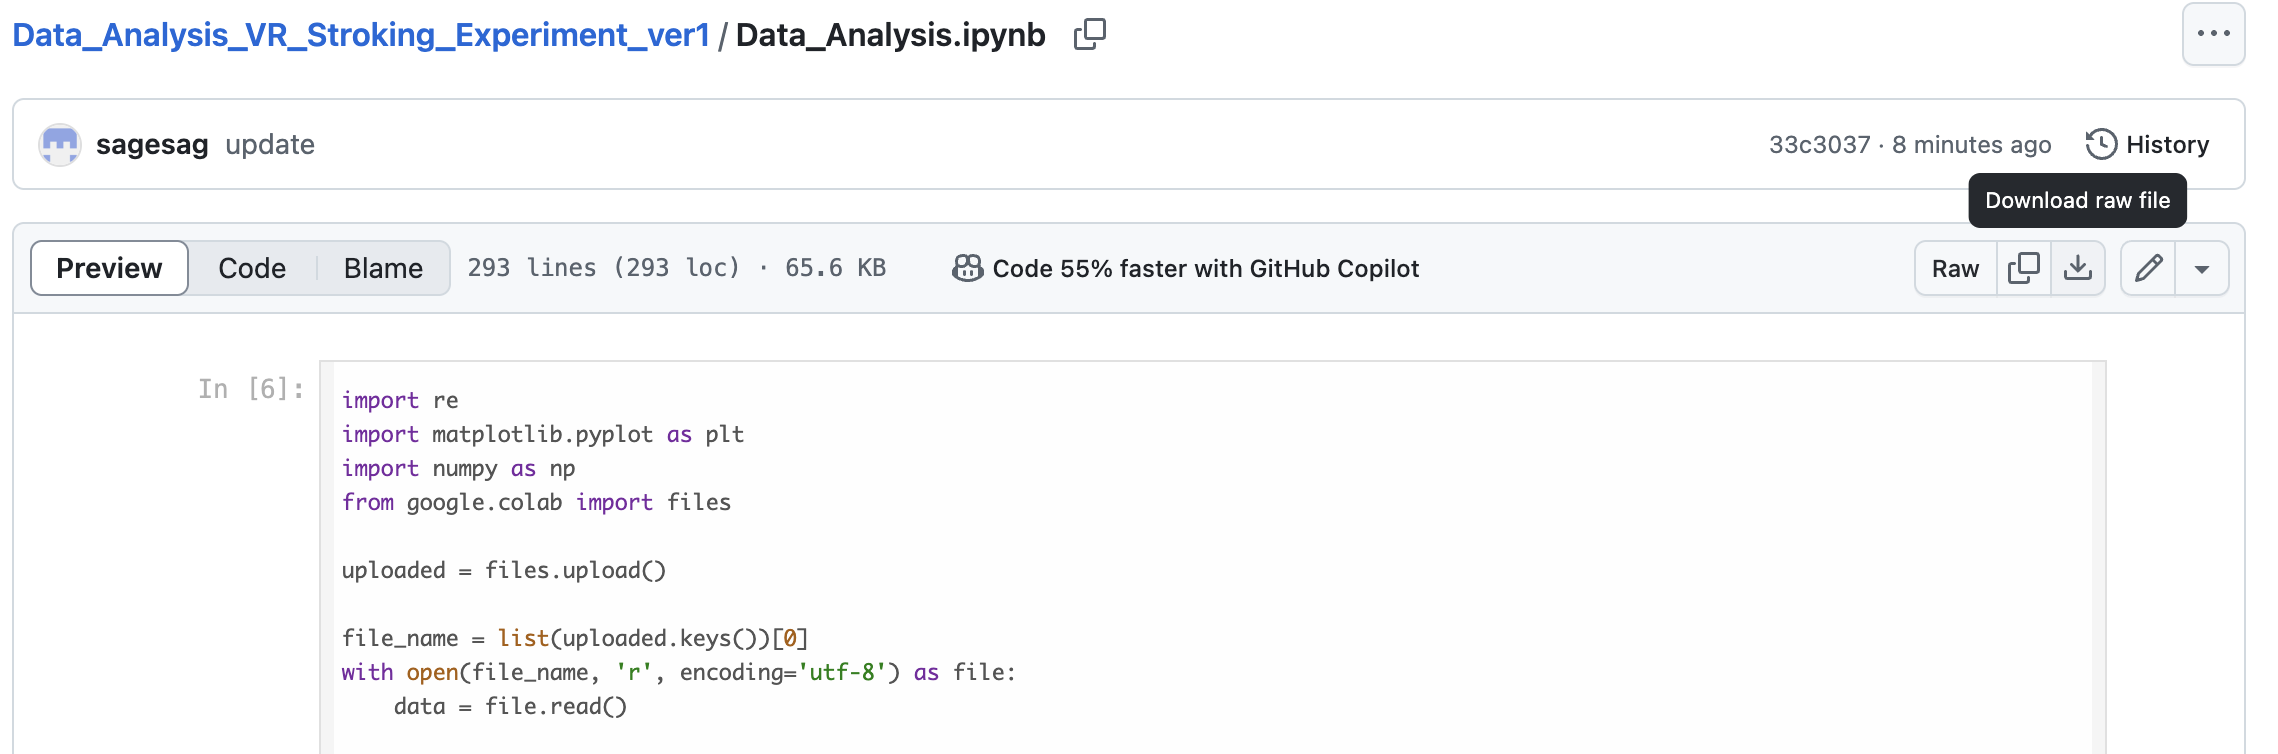 Data_Analysis_VR_Stroking_Experiment_ver1 / Data_Analysis.ipynb
sagesag update 33c3037 · 8 minutes ago History
Download raw file
Preview Code Blame 293 lines (293 loc) · 65.6 KB Code 55% faster with GitHub Copilot Raw
In [6]:
import re
import matplotlib.pyplot as plt
import numpy as np
from google.colab import files
uploaded = files.upload()
file_name = list(uploaded.keys())[0]
with open(file_name, 'r', encoding='utf-8') as file:
    data = file.read()